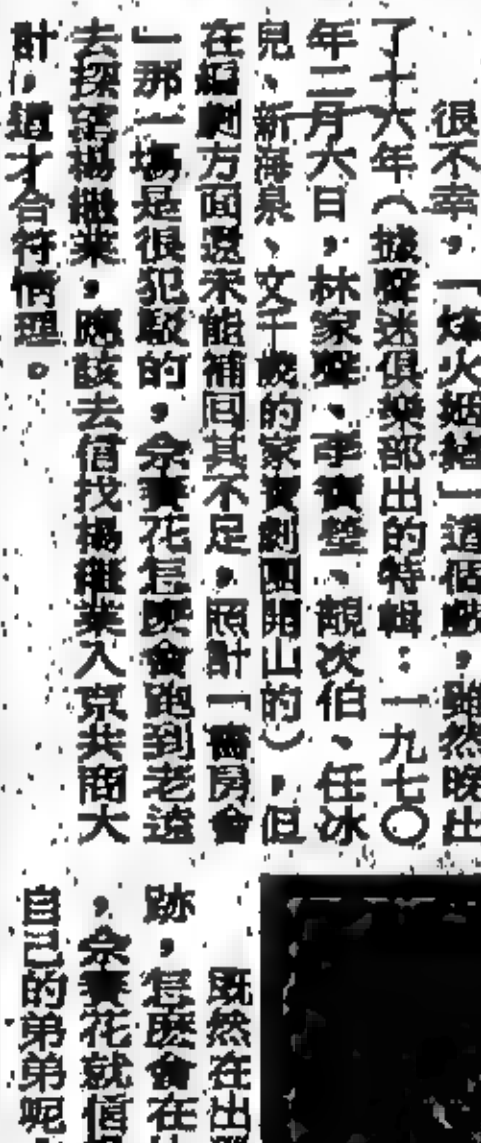 很不幸，「烽火姻緣」這個戲，雖然晚出
了十六年（據聲迷俱樂部出的特輯：一九七〇
年二月六日，林家聲、李寶瑩、靚次伯、任冰
兒、新海泉、文千歲的家寶劇團開山的），但
在編劇方面還未能補回其不足，照計「書房會
」那一場是很犯駁的，佘賽花怎麼會跑到老遠
去探望楊繼業，應該去信找楊繼業入京共商大
計，這才合符情理。
既然在出
跡，怎麽會在
，佘賽花就信
自己的弟弟呢